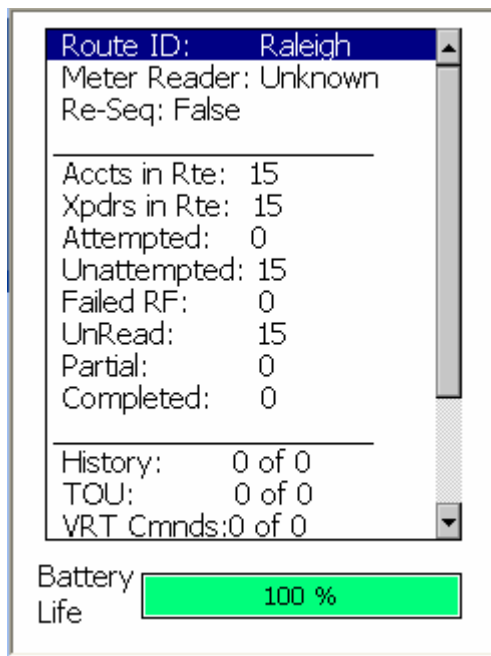 Route ID: Raleigh
Meter Reader: Unknown
Re-Seq: False
Accts in Rte: 15
Xpdrs in Rte: 15
Attempted: 0
Unattempted: 15
Failed RF: 0
UnRead: 15
Partial: 0
Completed: 0
History: 0 of 0
TOU: 0 of 0
VRT Cmnds:0 of 0
Battery Life
100 %